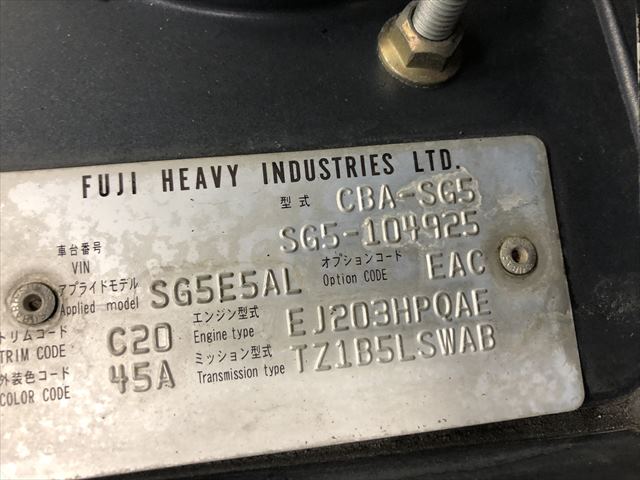 FUJI HEAVY INDUSTRIES LTD.
型式 CBA-SG5
車台番号 VIN SG5-104925
アプライドモデル Applied model SG5E5AL オプションコード Option CODE EAC
トリムコード TRIM CODE C20 エンジン型式 Engine type EJ203HPQAE
外装色コード COLOR CODE 45A ミッション型式 Transmission type TZ1B5LSWAB